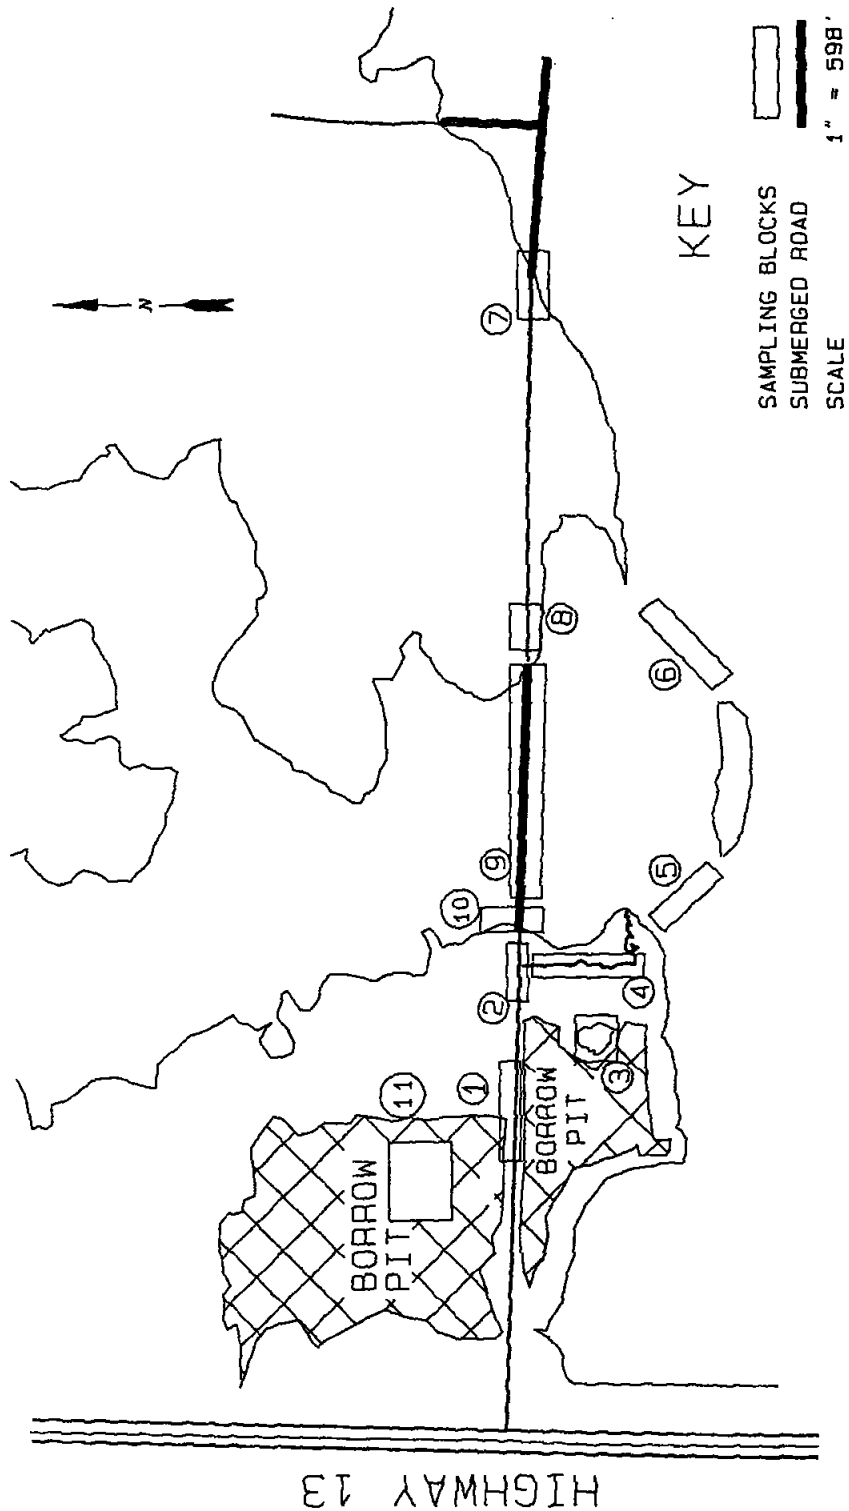 HIGHWAY 13
BORROW
PIT
11
1
BORROW
PIT
3
2
4
10
9
5
6
8
7
N
KEY
SAMPLING BLOCKS
SUBMERGED ROAD
SCALE 1" = 598'